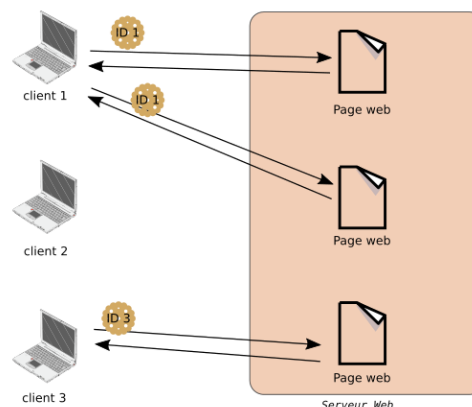 ID 1
client 1
Page web
ID 1
client 2
Page web
ID 3
client 3
Page web
Serveur Web